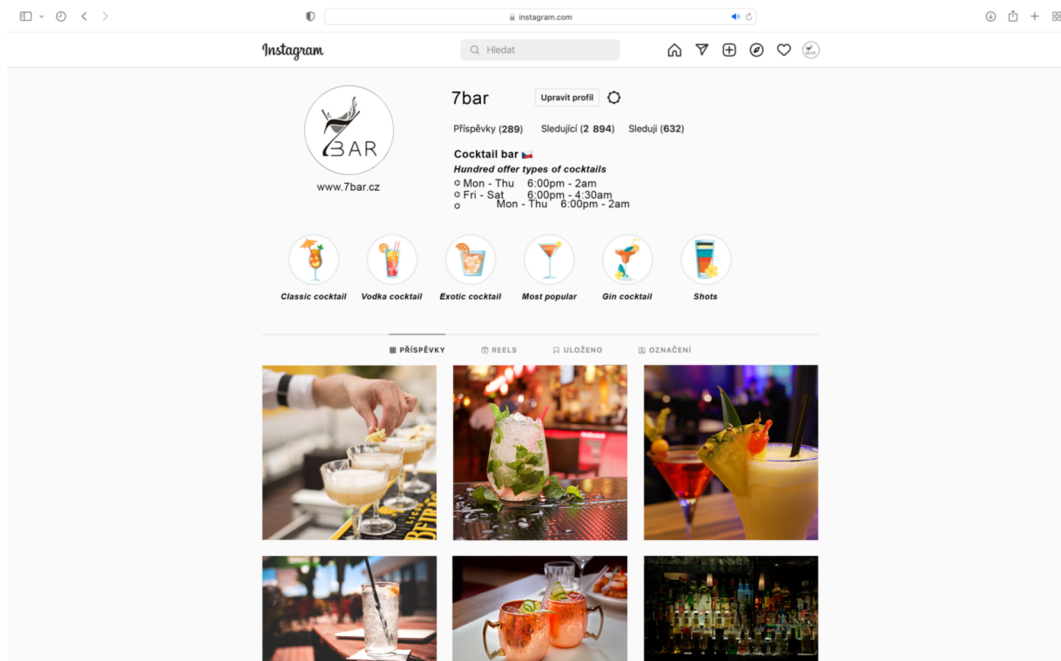 instagram.com
Instagram
Hledat
7bar
Upravit profil
Příspěvky (289) Sledující (2 894) Sleduji (632)
BAR
Cocktail bar
Hundred offer types of cocktails
www.7bar.cz
Mon - Thu 6:00pm - 2am
Fri - Sat 6:00pm - 4:30am
Mon - Thu 6:00pm - 2am
Classic cocktail Vodka cocktail Exotic cocktail Most popular Gin cocktail Shots
PŘÍSPĚVKY REELS ULOŽENO OZNAČENÍ